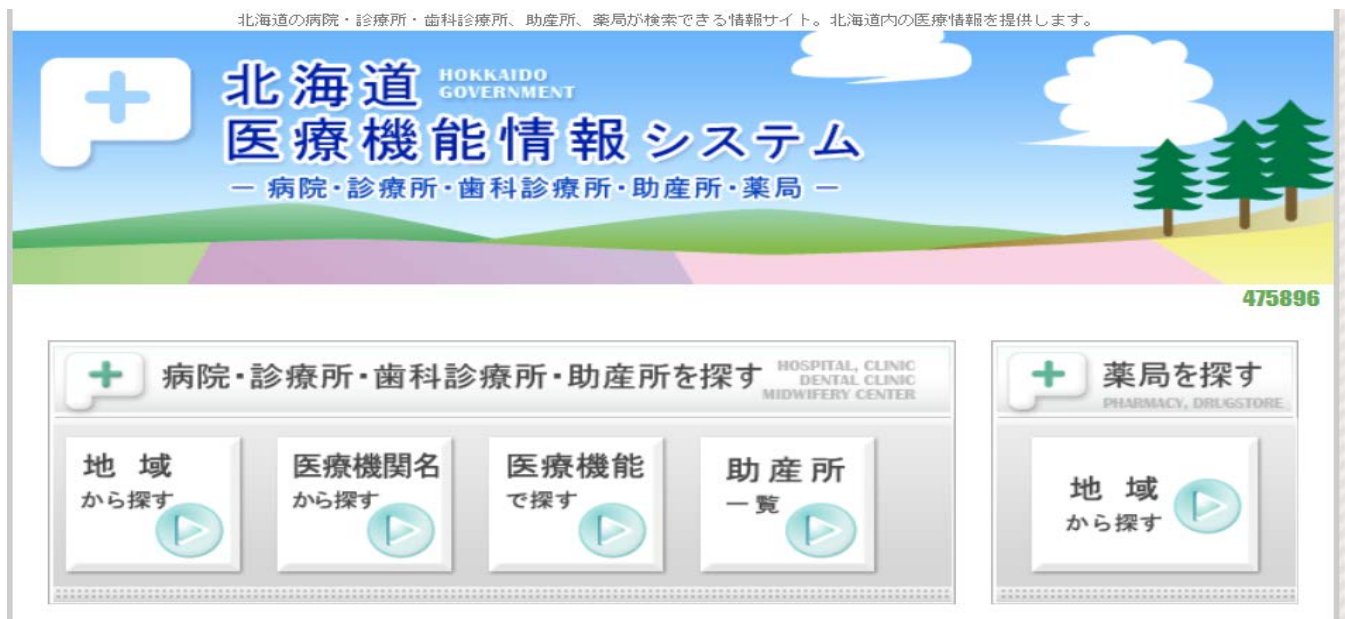 北海道の病院・診療所・歯科診療所、助産所、薬局が検索できる情報サイト。北海道内の医療情報を提供します。
北海道 HOKKAIDO GOVERNMENT
医療機能情報システム
― 病院・診療所・歯科診療所・助産所・薬局 ―
475896
病院・診療所・歯科診療所・助産所を探す
HOSPITAL, CLINIC
DENTAL CLINIC
MIDWIFERY CENTER
地域
から探す
医療機関名
から探す
医療機能
で探す
助産所
一覧
薬局を探す
PHARMACY, DRUGSTORE
地域
から探す